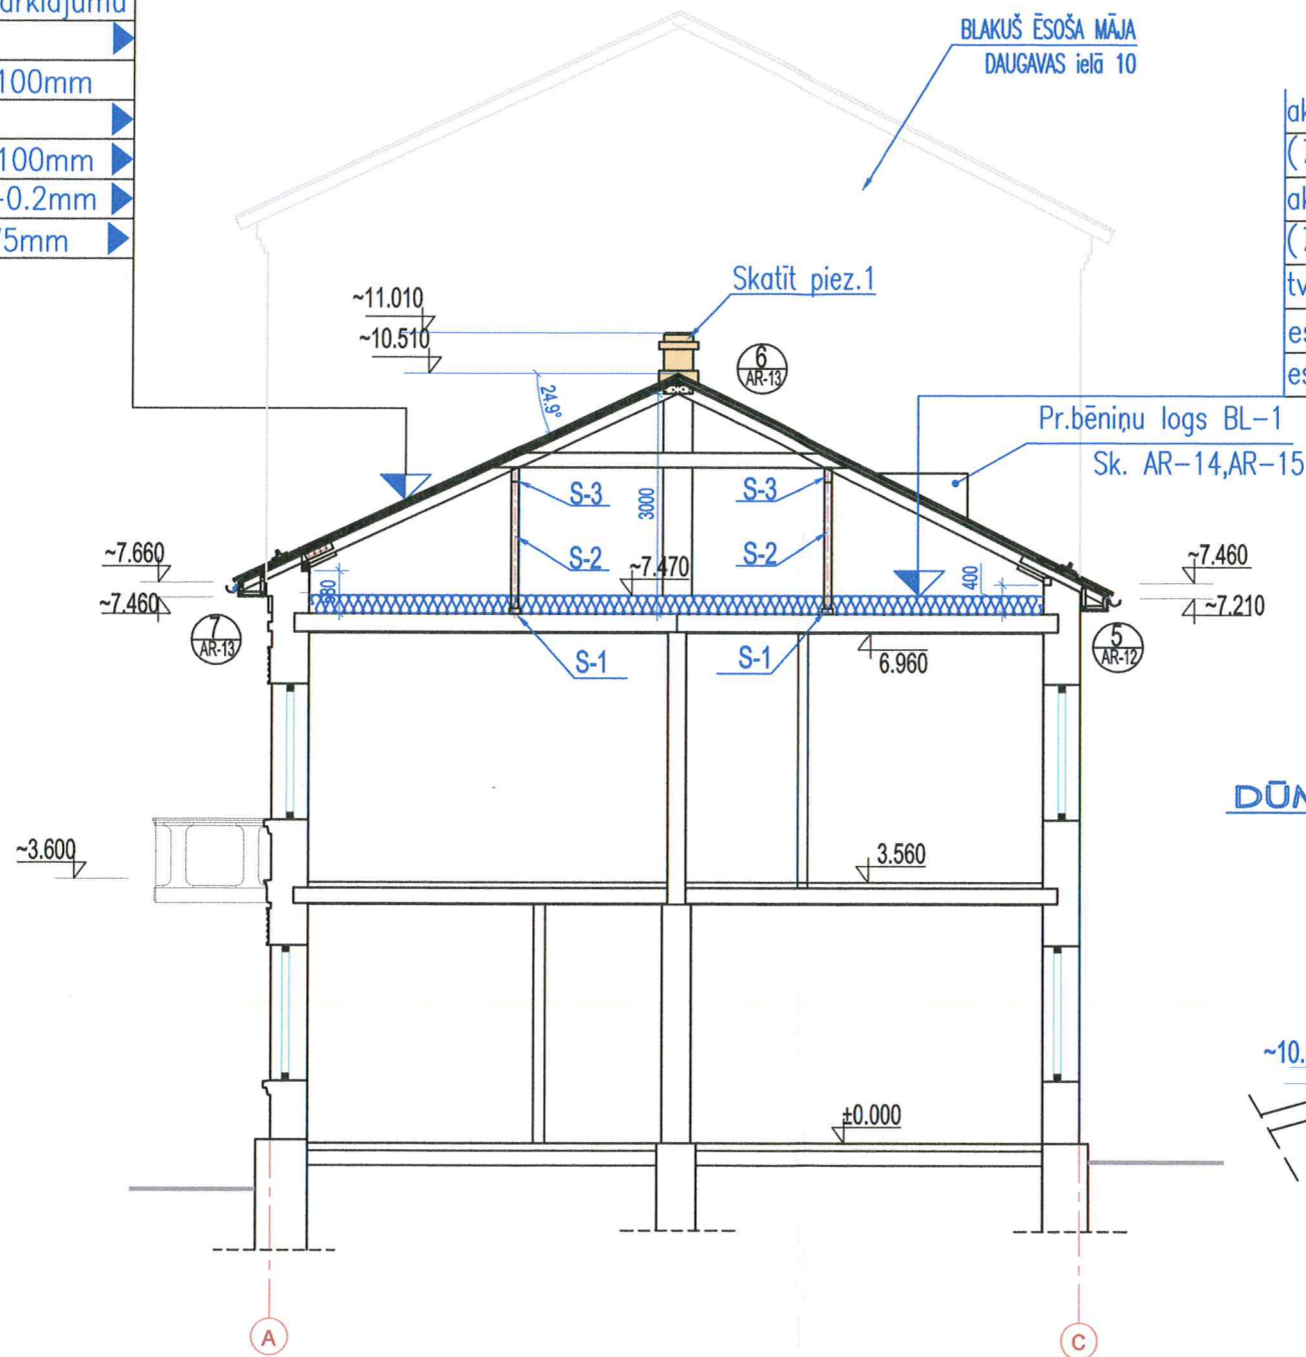 100mm
100mm
-0.2mm
BLAKUŠ ĒSOŠA MĀJA
DAUGAVAS ielā 10
Skatīt piez.1
~11.010
~10.510
24.9°
6
AR-13
Pr.bēniņu logs BL-1
Sk. AR-14,AR-15
S-3
S-3
3000
S-2
S-2
~7.660
~7.470
~7.460
400
~7.460
~7.210
7
AR-13
5
AR-12
S-1
S-1
6.960
~3.600
3.560
±0.000
~10.
A
C